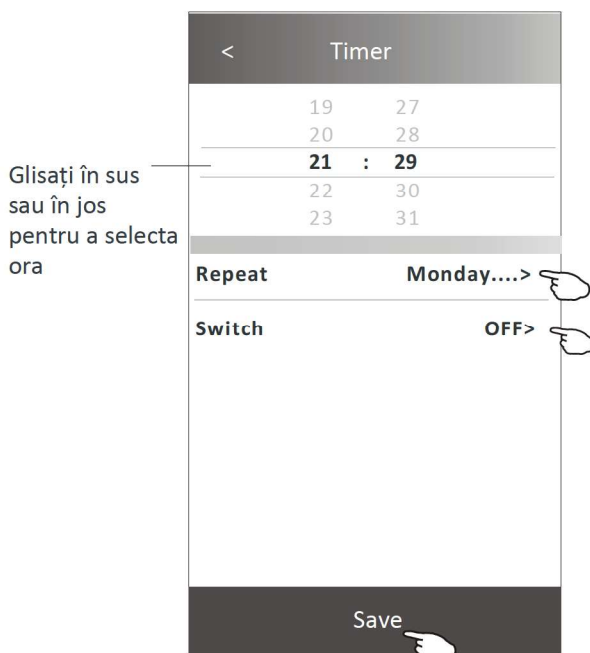 < Timer
19 27
20 28
21 : 29
22 30
23 31
Glisați în sus
sau în jos
pentru a selecta
ora
Repeat Monday....>
Switch OFF>
Save